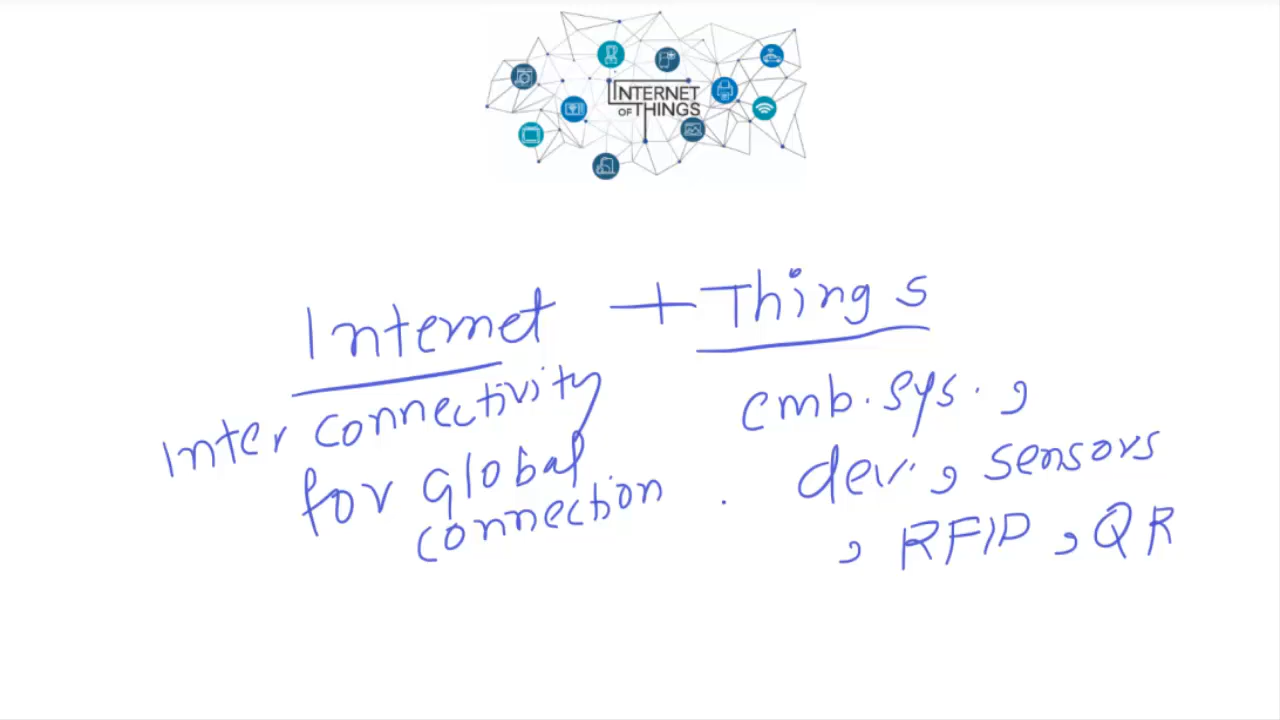 INTERNET
OF THINGS
Internet + Things
Inter connectivity
for global
connection.
emb. sys. ,
dev. , sensors
, RFID , QR